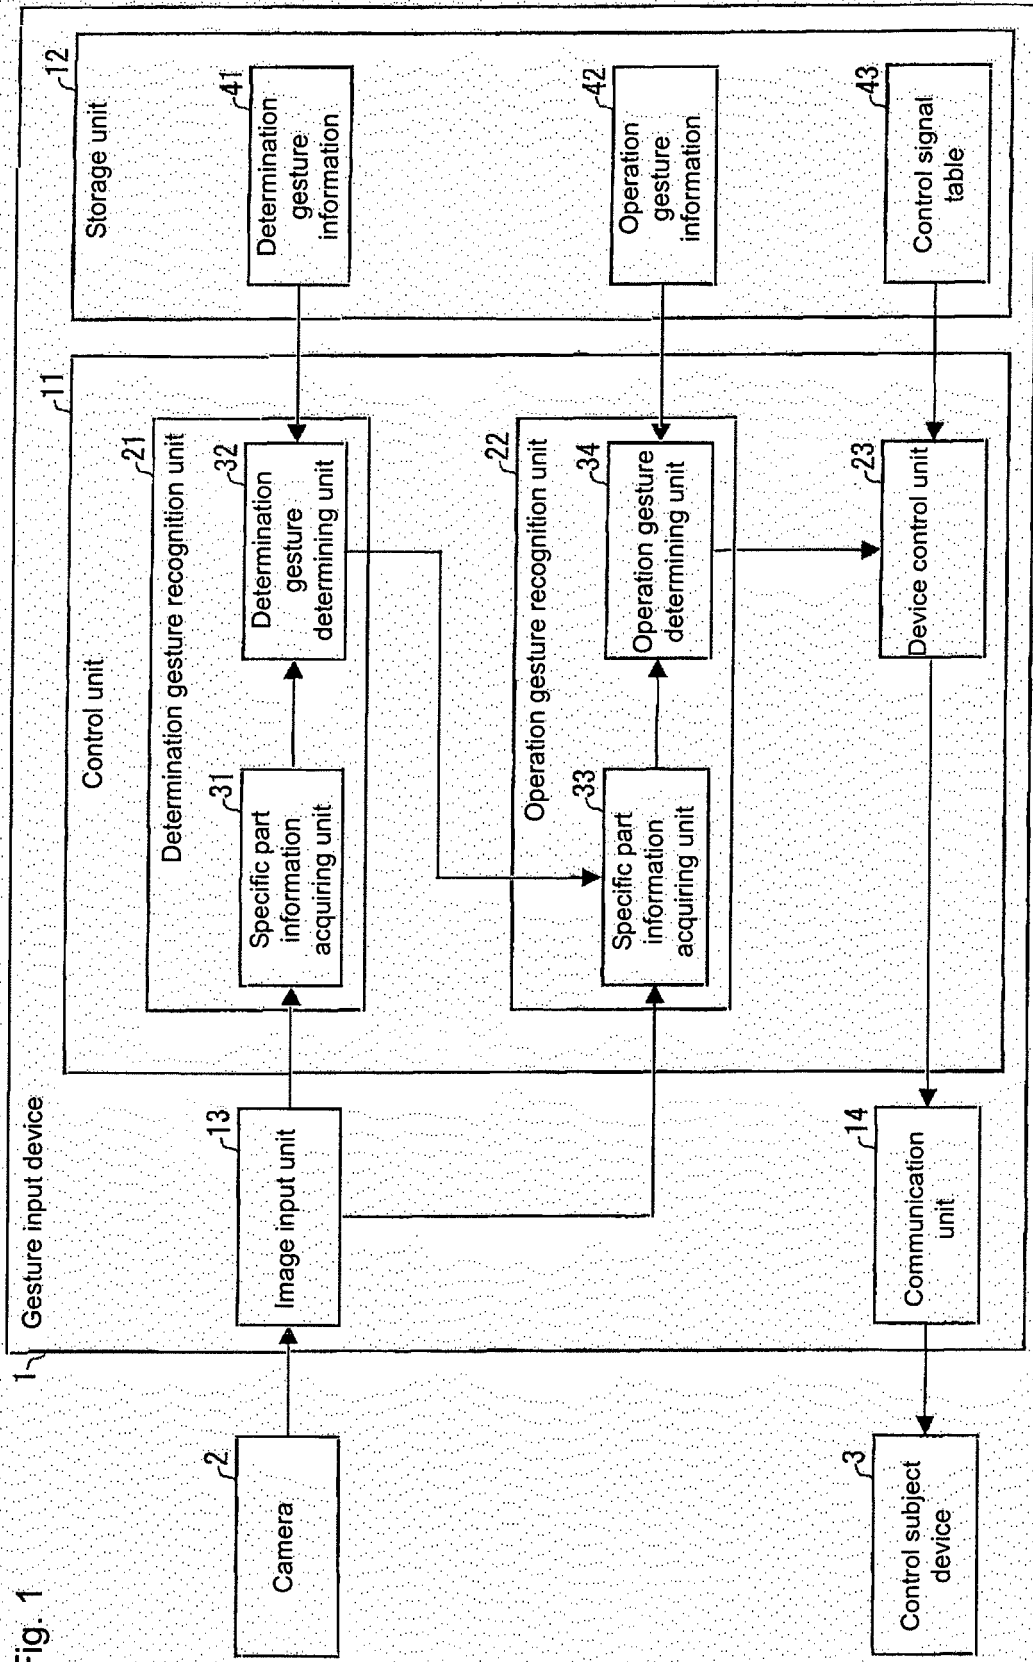 Fig. 1
1
Gesture input device
12
Storage unit
41
Determination
gesture
information
42
Operation
gesture
information
43
Control signal
table
11
Control unit
21
Determination gesture recognition unit
31
Specific part
information
acquiring unit
32
Determination
gesture
determining unit
22
Operation gesture recognition unit
33
Specific part
information
acquiring unit
34
Operation gesture
determining unit
23
Device control unit
13
Image input unit
14
Communication
unit
2
Camera
3
Control subject
device